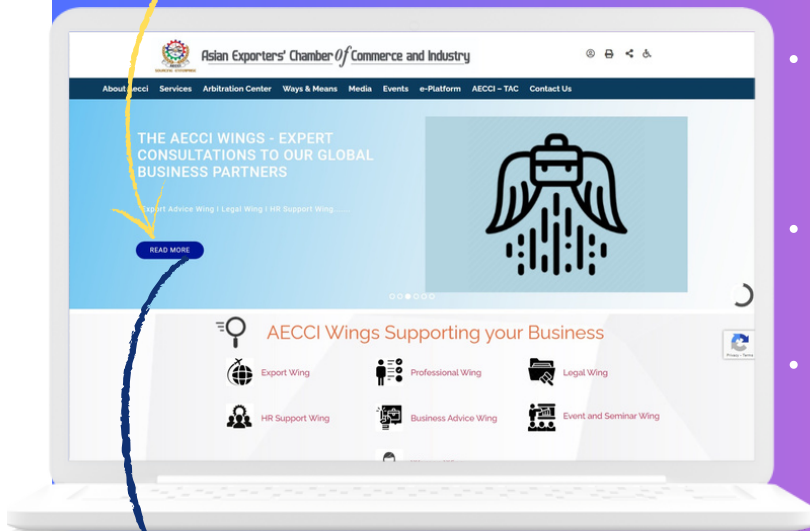 Asian Exporters' Chamber Of Commerce and Industry
About Aecci Services Arbitration Center Ways & Means Media Events e-Platform AECCI – TAC Contact Us
THE AECCI WINGS - EXPERT
CONSULTATIONS TO OUR GLOBAL
BUSINESS PARTNERS
Export Advice Wing I Legal Wing I HR Support Wing......
READ MORE
AECCI Wings Supporting your Business
Export Wing
Professional Wing
Legal Wing
HR Support Wing
Business Advice Wing
Event and Seminar Wing
Privacy - Terms